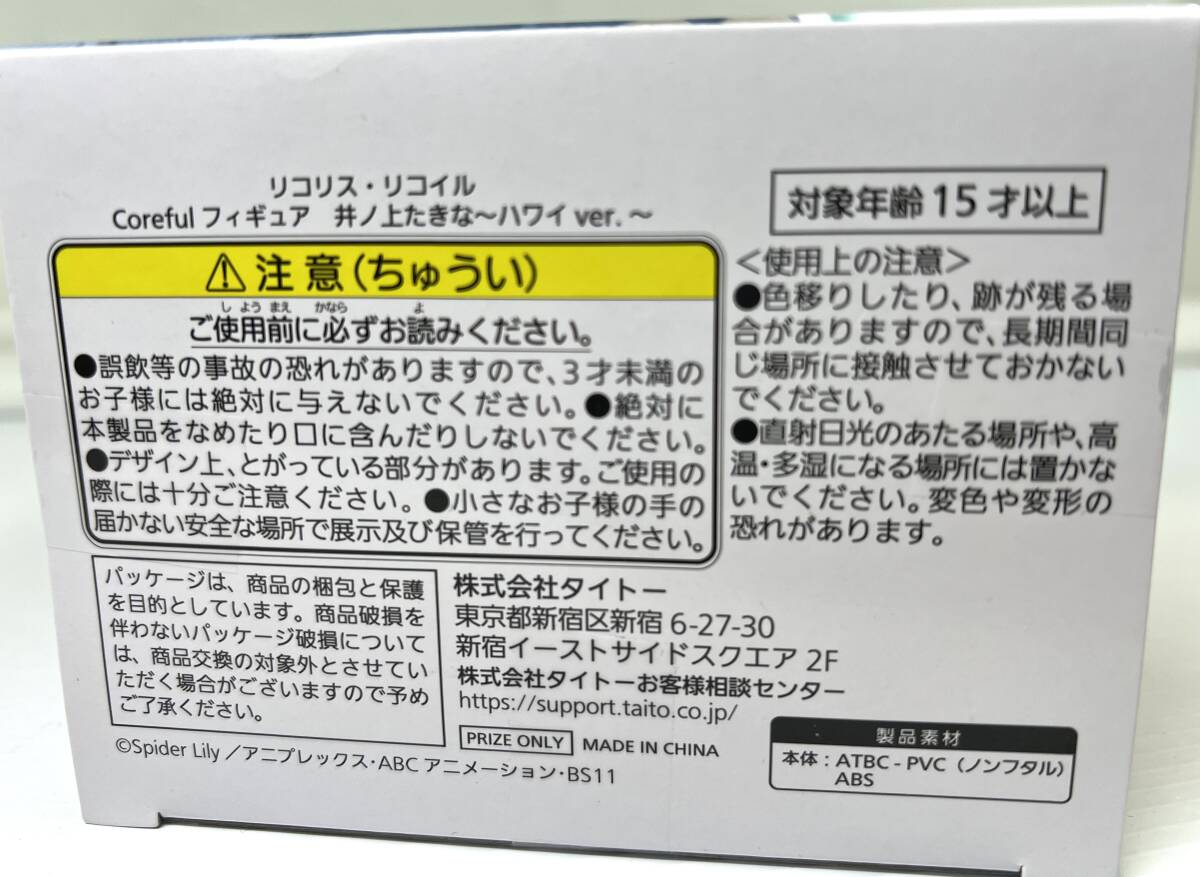 リコリス・リコイル
Coreful フィギュア　井ノ上たきな～ハワイ ver. ～
対象年齢 15 才以上
⚠ 注 意 (ちゅうい)
し よう まえ かなら よ
ご使用前に必ずお読みください。
●誤飲等の事故の恐れがありますので、3才未満の
お子様には絶対に与えないでください。●絶対に
本製品をなめたり口に含んだりしないでください。
●デザイン上、とがっている部分があります。ご使用の
際には十分ご注意ください。●小さなお子様の手の
届かない安全な場所で展示及び保管を行ってください。
＜使用上の注意＞
●色移りしたり、跡が残る場
合がありますので、長期間同
じ場所に接触させておかない
でください。
●直射日光のあたる場所や、高
温・多湿になる場所には置かな
いでください。変色や変形の
恐れがあります。
パッケージは、商品の梱包と保護
を目的としています。商品破損を
伴わないパッケージ破損について
は、商品交換の対象外とさせてい
ただく場合がございますので予め
ご了承ください。
株式会社タイトー
東京都新宿区新宿 6-27-30
新宿イーストサイドスクエア 2F
株式会社タイトーお客様相談センター
https://support.taito.co.jp/
PRIZE ONLY MADE IN CHINA
©Spider Lily／アニプレックス・ABC アニメーション・BS11
製品素材
本体 : ATBC - PVC (ノンフタル)
ABS